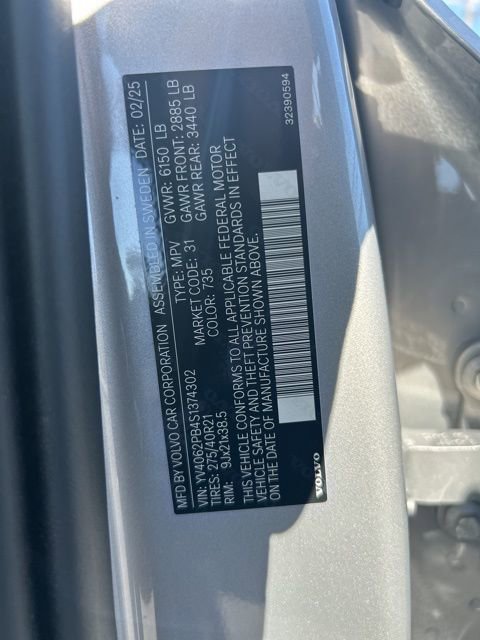 MFD BY VOLVO CAR CORPORATION ASSEMBLED IN SWEDEN DATE: 02/25
VIN: YV4062PB4S1374302 TYPE: MPV GVWR: 6150 LB
TIRES: 275/40R21 MARKET CODE: 31 GAWR FRONT: 2885 LB
RIM: 9Jx21x38.5 COLOR: 735 GAWR REAR: 3440 LB
THIS VEHICLE CONFORMS TO ALL APPLICABLE FEDERAL MOTOR
VEHICLE SAFETY AND THEFT PREVENTION STANDARDS IN EFFECT
ON THE DATE OF MANUFACTURE SHOWN ABOVE.
VOLVO
32390594